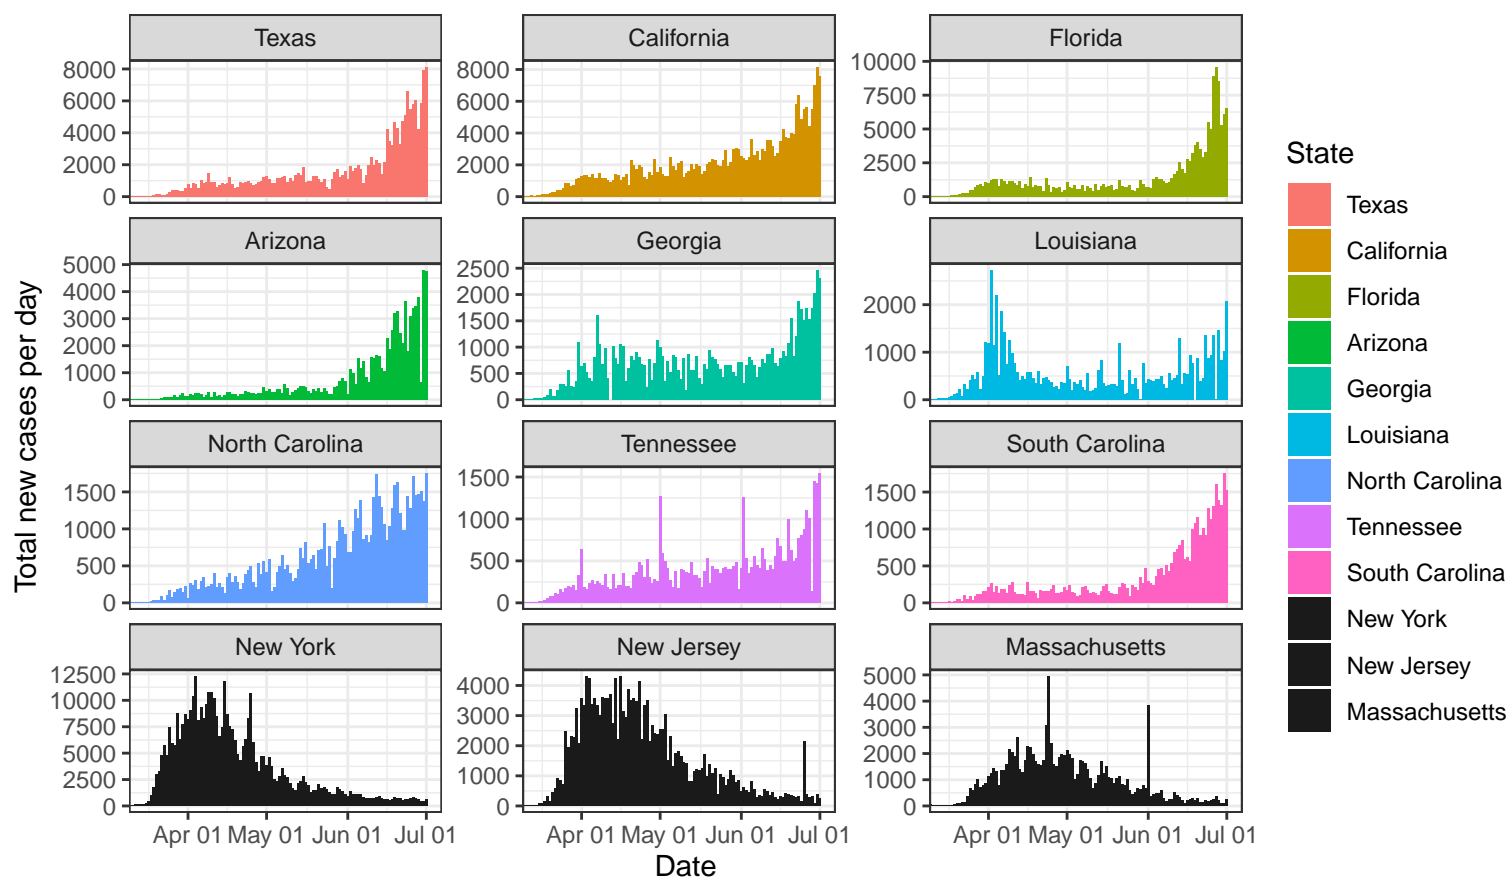 Texas California Florida
8000
6000
4000
2000
0
8000
6000
4000
2000
0
10000
7500
5000
2500
0
Arizona Georgia Louisiana
5000
4000
3000
2000
1000
0
2500
2000
1500
1000
500
0
2000
1000
0
North Carolina Tennessee South Carolina
1500
1000
500
0
1500
1000
500
0
1500
1000
500
0
New York New Jersey Massachusetts
12500
10000
7500
5000
2500
0
4000
3000
2000
1000
0
5000
4000
3000
2000
1000
0
Apr 01 May 01 Jun 01 Jul 01
Apr 01 May 01 Jun 01 Jul 01
Apr 01 May 01 Jun 01 Jul 01
Date
Total new cases per day
State
Texas
California
Florida
Arizona
Georgia
Louisiana
North Carolina
Tennessee
South Carolina
New York
New Jersey
Massachusetts